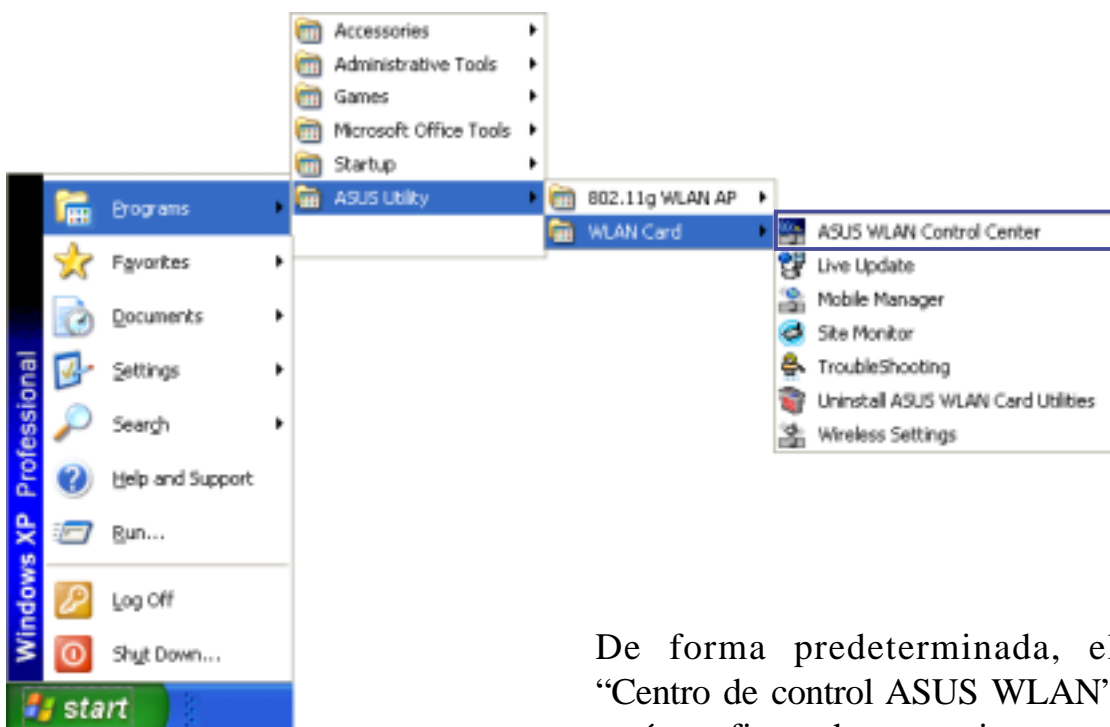 Accessories
Administrative Tools
Games
Microsoft Office Tools
Startup
ASUS Utility
802.11g WLAN AP
WLAN Card
ASUS WLAN Control Center
Live Update
Mobile Manager
Site Monitor
TroubleShooting
Uninstall ASUS WLAN Card Utilities
Wireless Settings
Programs
Favorites
Documents
Settings
Search
Help and Support
Run...
Log Off
Shut Down...
Windows XP Professional
start
De forma predeterminada, el
“Centro de control ASUS WLAN”